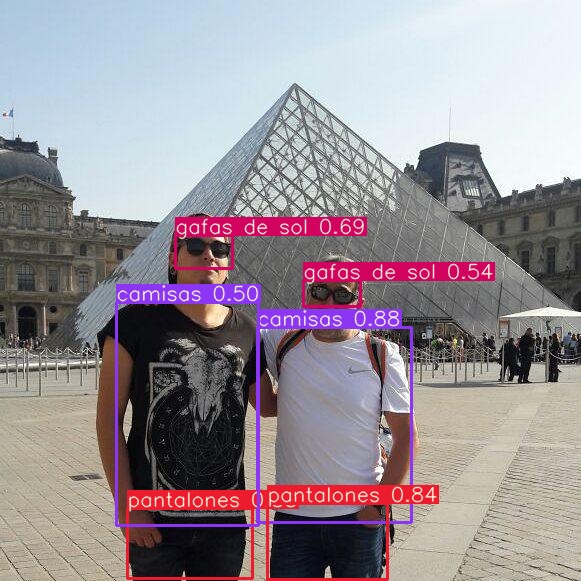 gafas de sol 0.69
gafas de sol 0.54
camisas 0.50
camisas 0.88
pantalones
pantalones 0.84